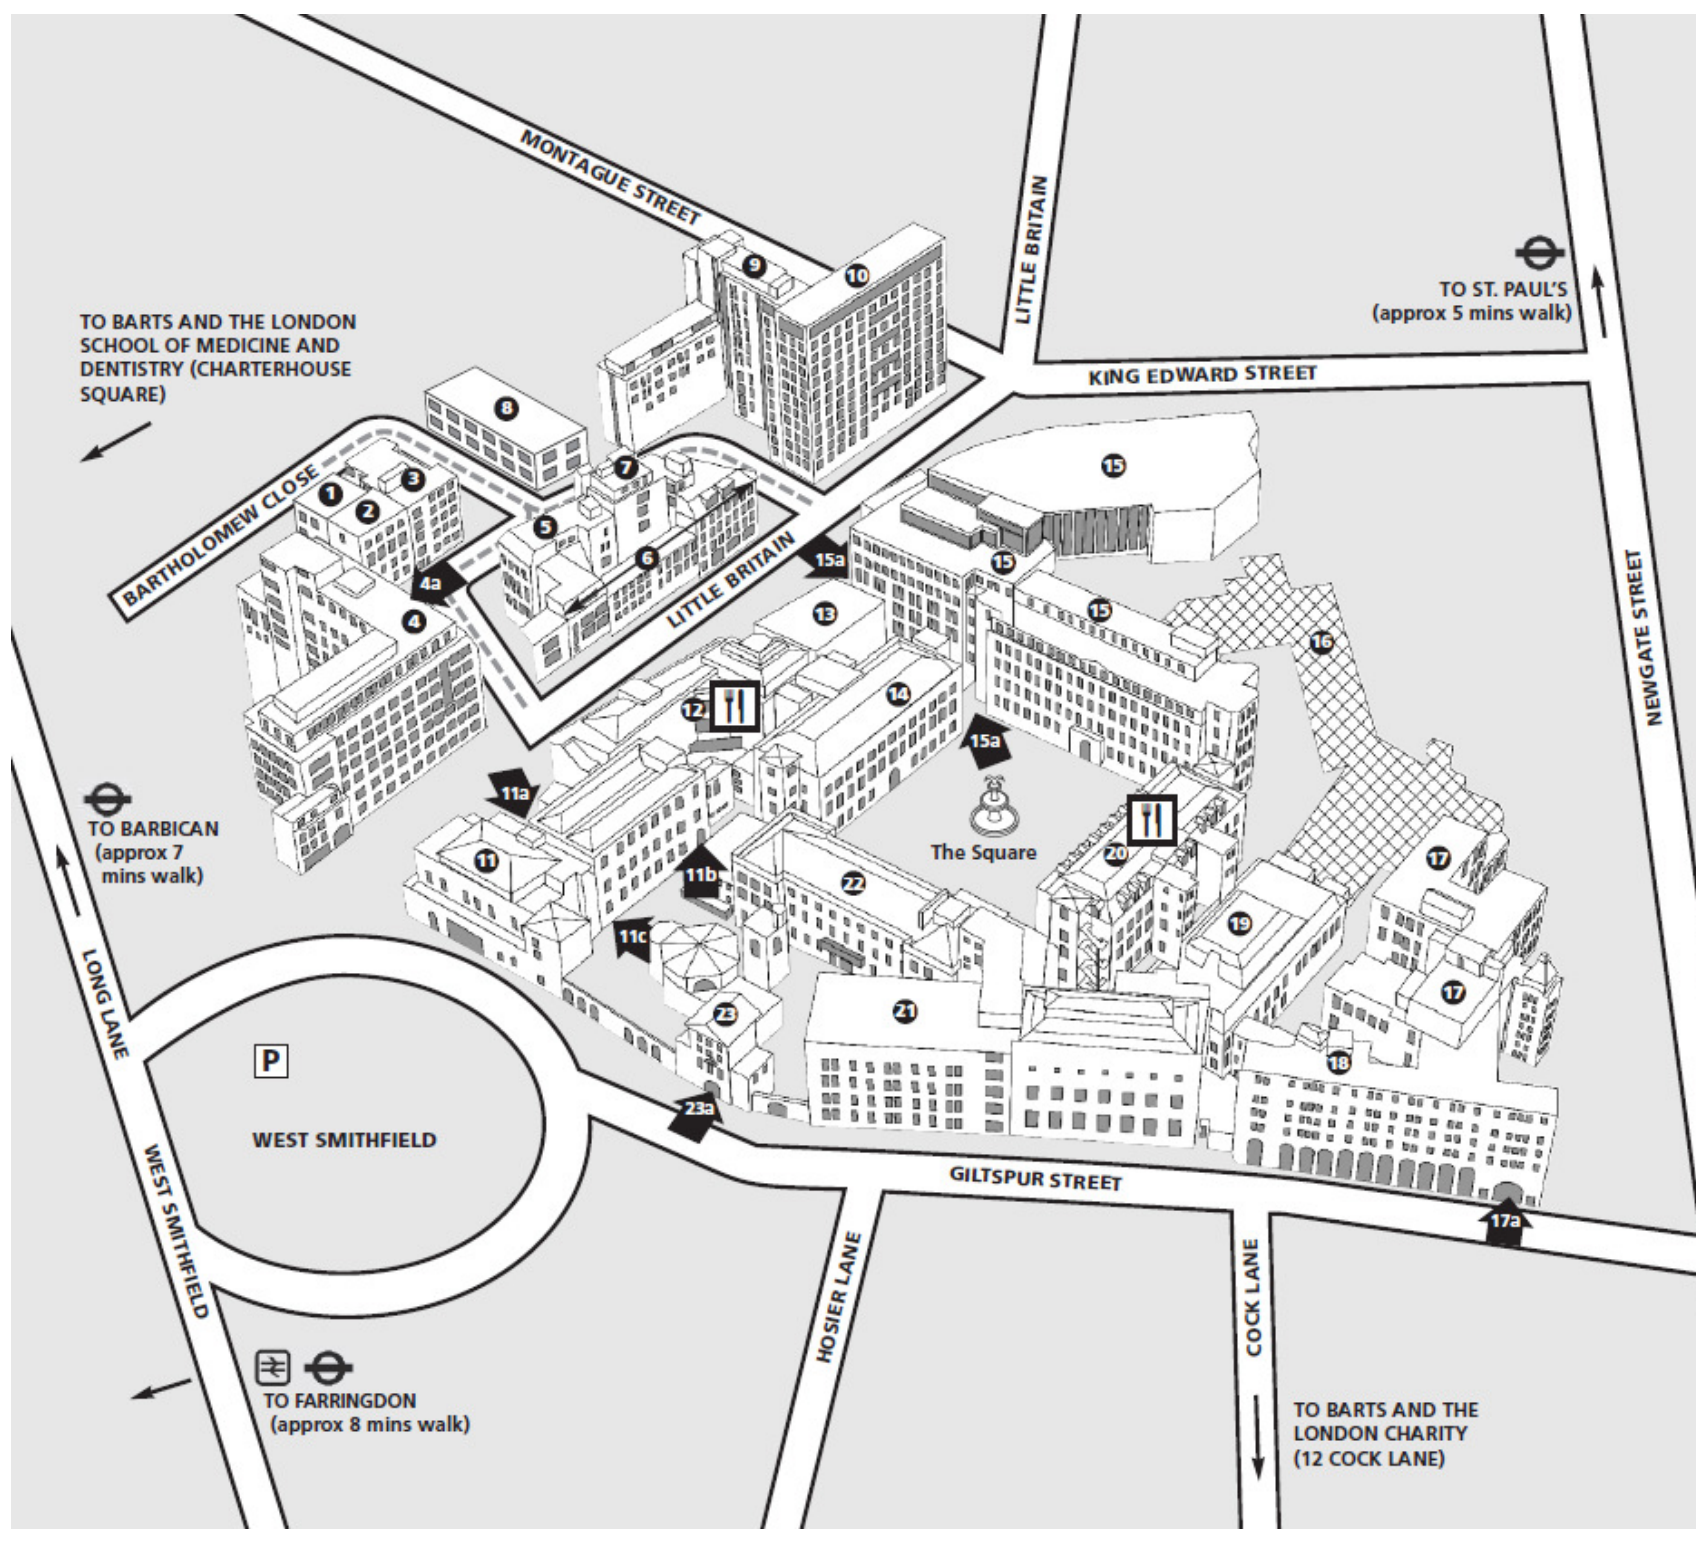 MONTAGUE STREET
LITTLE BRITAIN
TO ST. PAUL'S
(approx 5 mins walk)
9
10
TO BARTS AND THE LONDON
SCHOOL OF MEDICINE AND
DENTISTRY (CHARTERHOUSE
SQUARE)
KING EDWARD STREET
8
BARTHOLOMEW CLOSE
1
2
3
7
5
6
15
4a
4
LITTLE BRITAIN
15a
15
15
13
16
NEWGATE STREET
12
14
15a
11a
The Square
TO BARBICAN
(approx 7
mins walk)
11
11b
22
20
17
11c
19
LONG LANE
23
21
17
18
P
WEST SMITHFIELD
23a
WEST SMITHFIELD
GILTSPUR STREET
17a
HOSIER LANE
COCK LANE
TO FARRINGDON
(approx 8 mins walk)
TO BARTS AND THE
LONDON CHARITY
(12 COCK LANE)